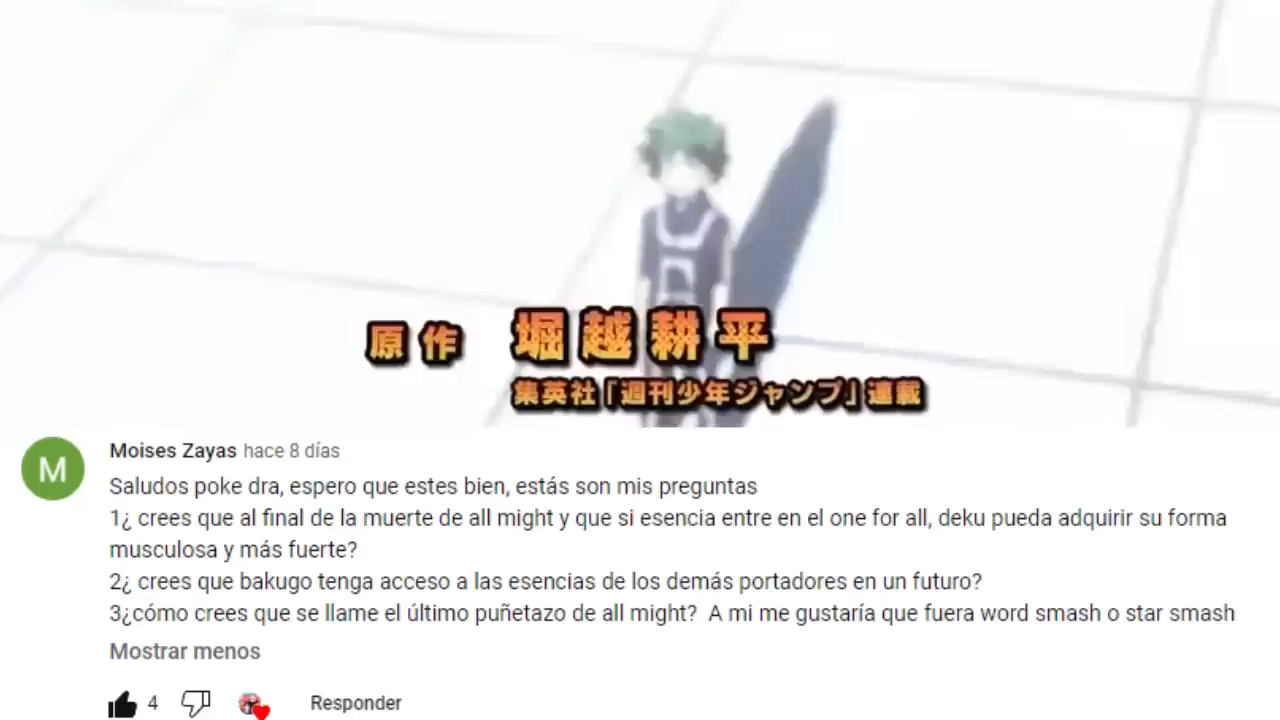 原作 堀越耕平
集英社「週刊少年ジャンプ」連載
M
Moises Zayas hace 8 días
Saludos poke dra, espero que estes bien, estás son mis preguntas
1¿ crees que al final de la muerte de all might y que si esencia entre en el one for all, deku pueda adquirir su forma
musculosa y más fuerte?
2¿ crees que bakugo tenga acceso a las esencias de los demás portadores en un futuro?
3¿cómo crees que se llame el último puñetazo de all might? A mi me gustaría que fuera word smash o star smash
Mostrar menos
4 Responder